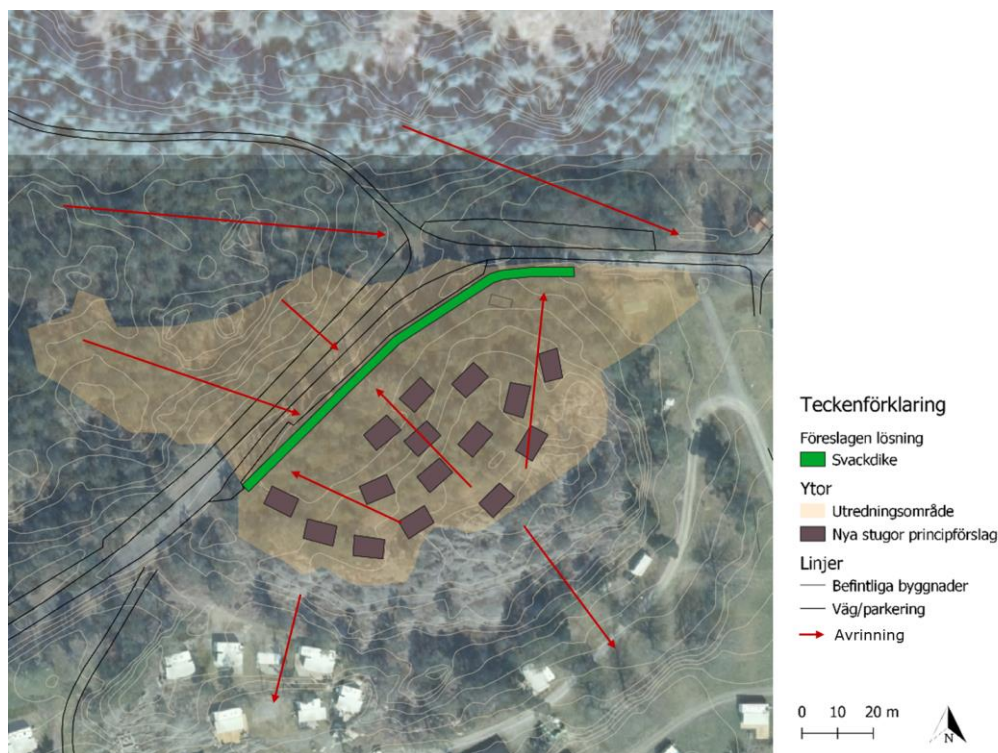 Teckenförklaring
Föreslagen lösning
Svackdike
Ytor
Utredningsområde
Nya stugor principförslag
Linjer
Befintliga byggnader
Väg/parkering
Avrinning
0 10 20 m
N